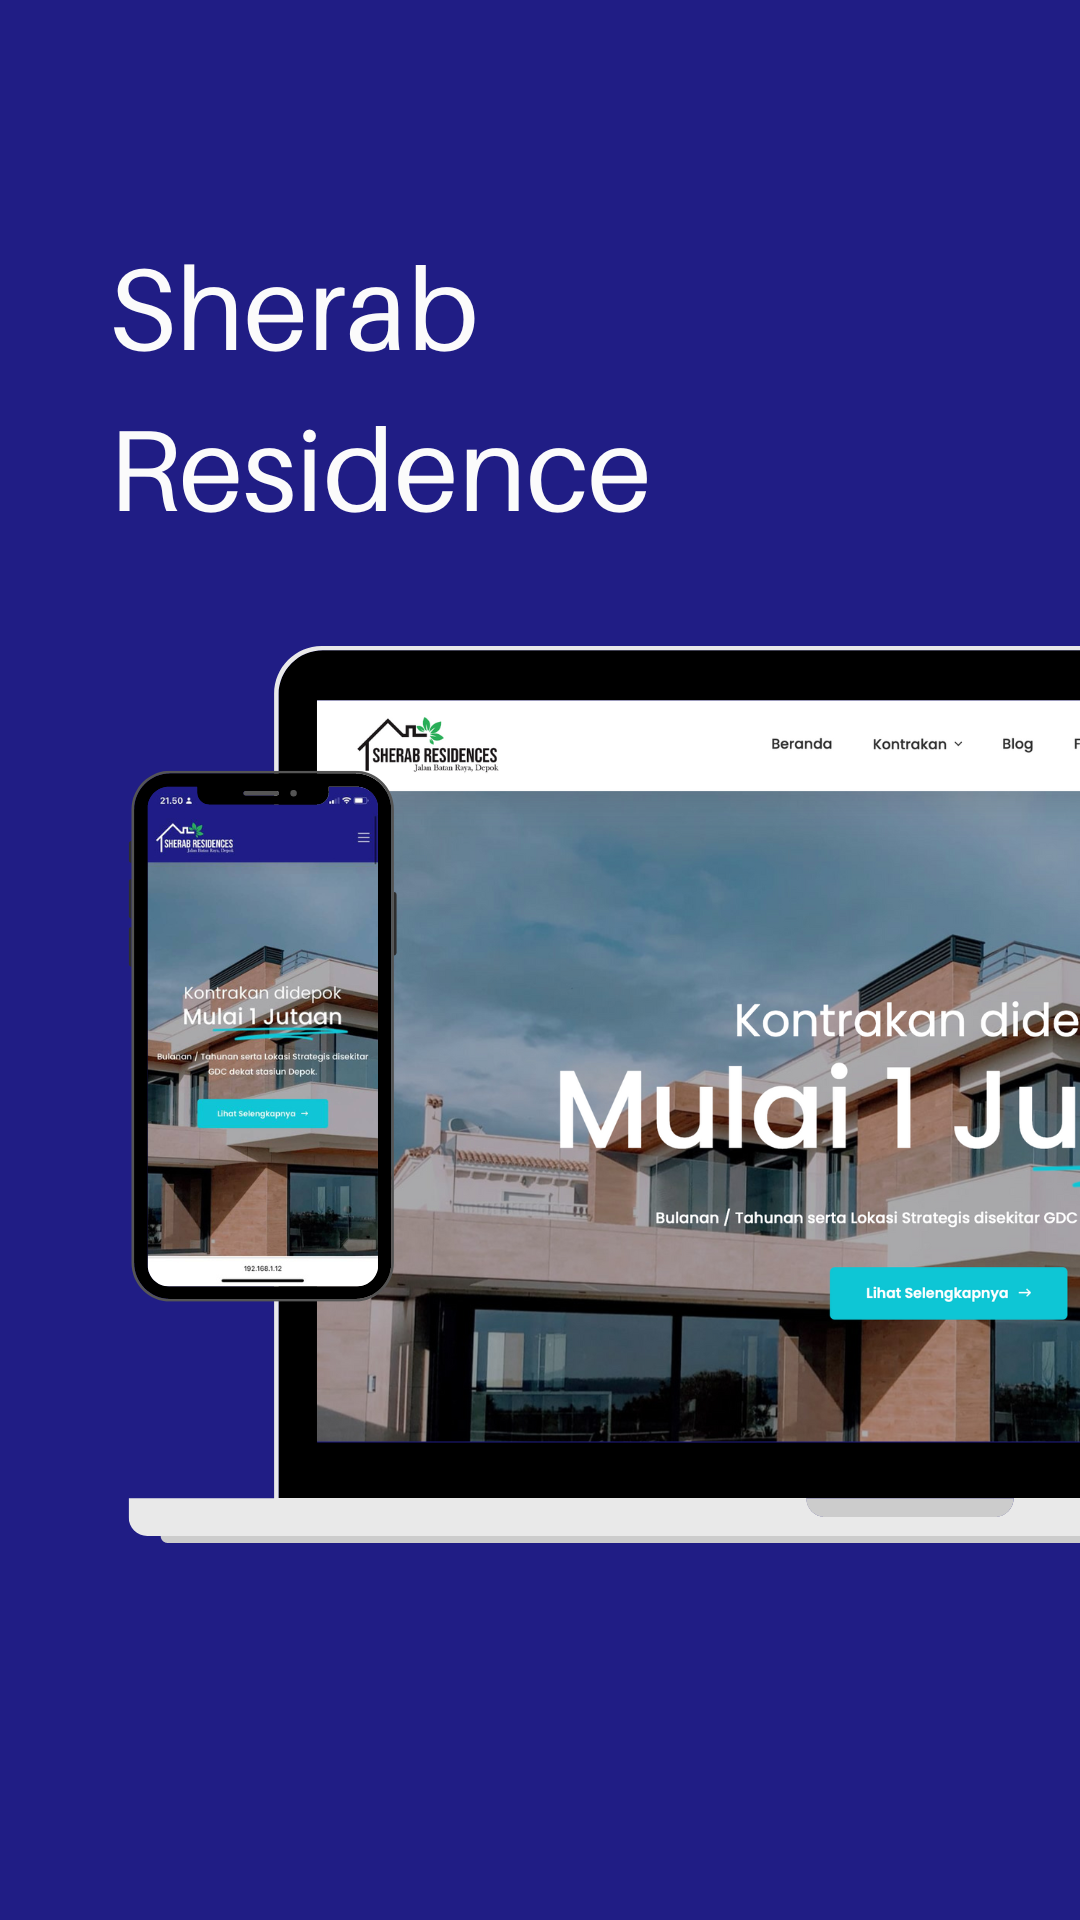 Sherab
Residence
SHERAB RESIDENCES
Jalan Batan Raya, Depok
Beranda
Kontrakan
Blog
F
Kontrakan dide
Mulai 1 Ju
Bulanan / Tahunan serta Lokasi Strategis disekitar GDC
Lihat Selengkapnya →
21.50
SHERAB RESIDENCES
Jalan Batan Raya, Depok
Kontrakan didepok
Mulai 1 Jutaan
Bulanan / Tahunan serta Lokasi Strategis disekitar
GDC dekat stasiun Depok.
Lihat Selengkapnya →
192.168.1.12